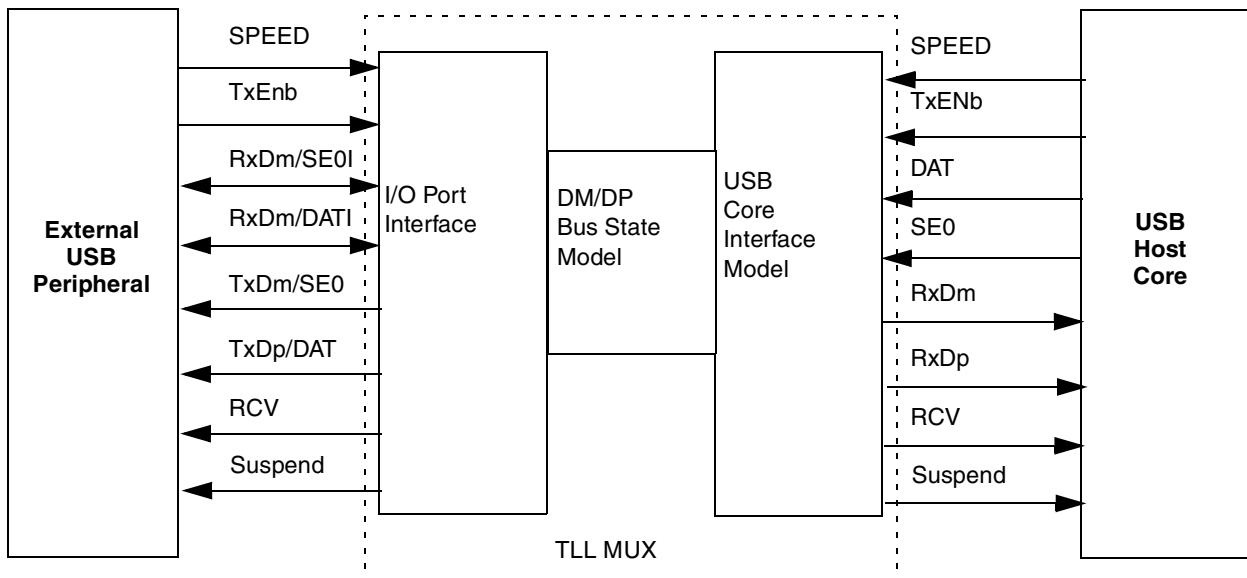 SPEED
TxEnb
RxDm/SE0I
RxDm/DATI
TxDm/SE0
TxDp/DAT
RCV
Suspend
External
USB
Peripheral
I/O Port
Interface
DM/DP
Bus State
Model
USB
Core
Interface
Model
TLL MUX
SPEED
TxENb
DAT
SE0
RxDm
RxDp
RCV
Suspend
USB
Host
Core